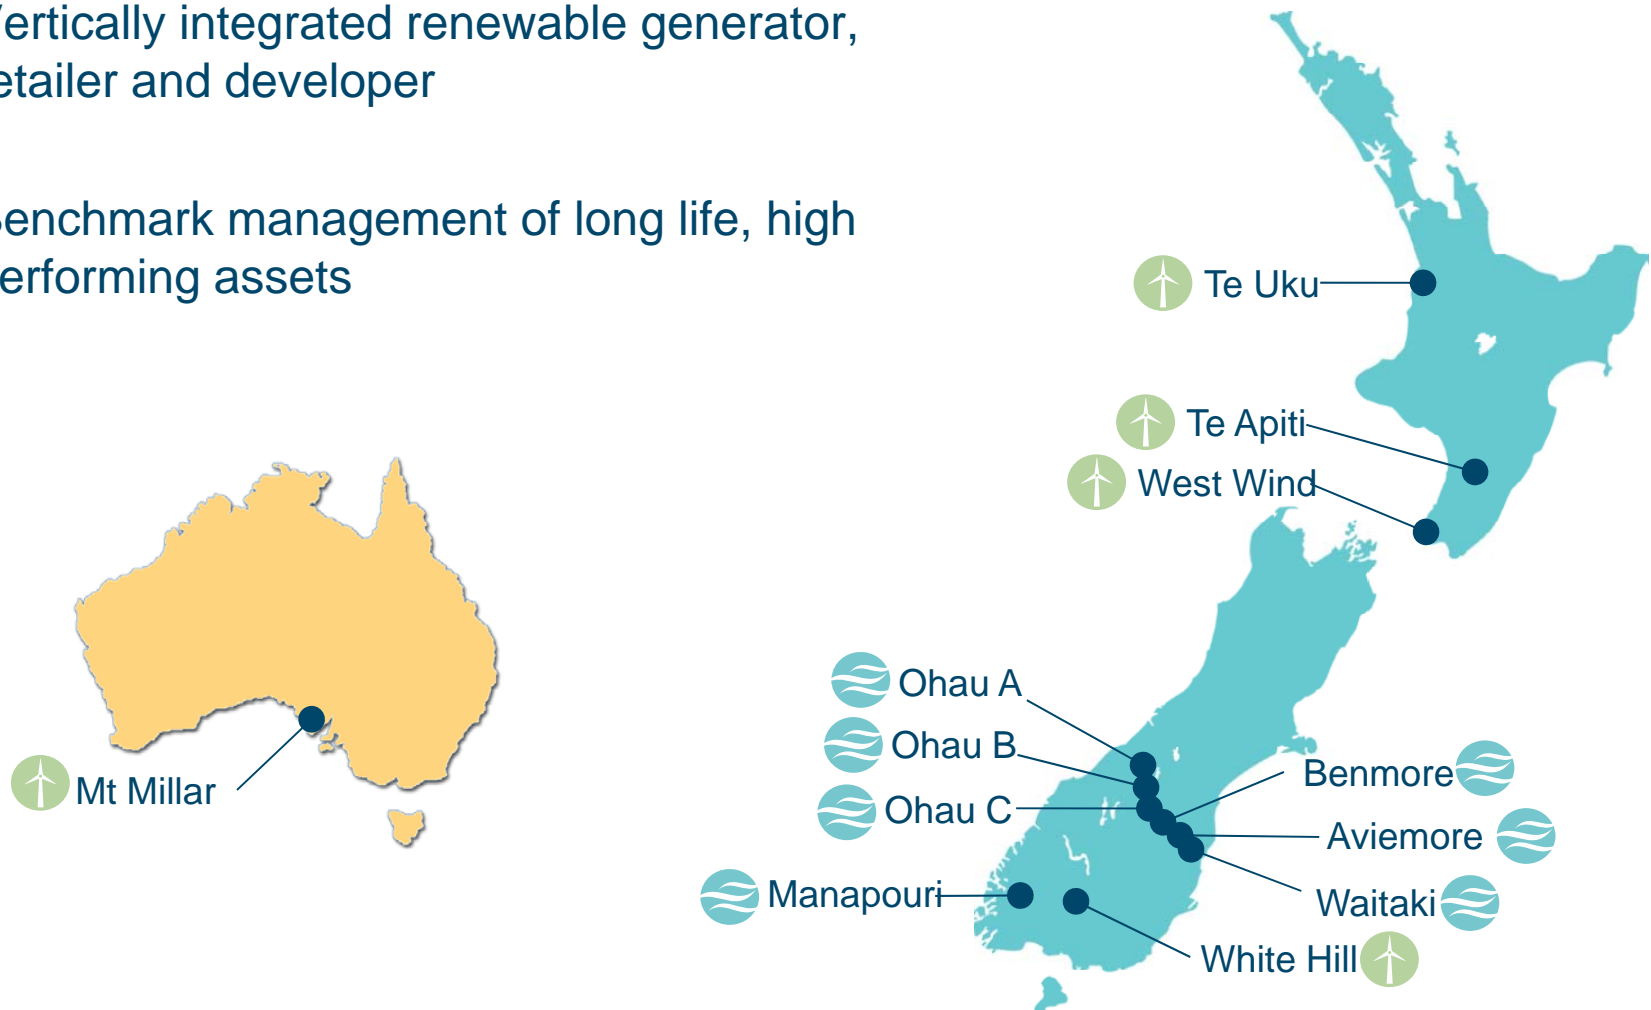 ertically integrated renewable generator,
etailer and developer
enchmark management of long life, high
erforming assets
Te Uku
Te Apiti
West Wind
Ohau A
Ohau B
Ohau C
Benmore
Aviemore
Manapouri
Waitaki
White Hill
Mt Millar